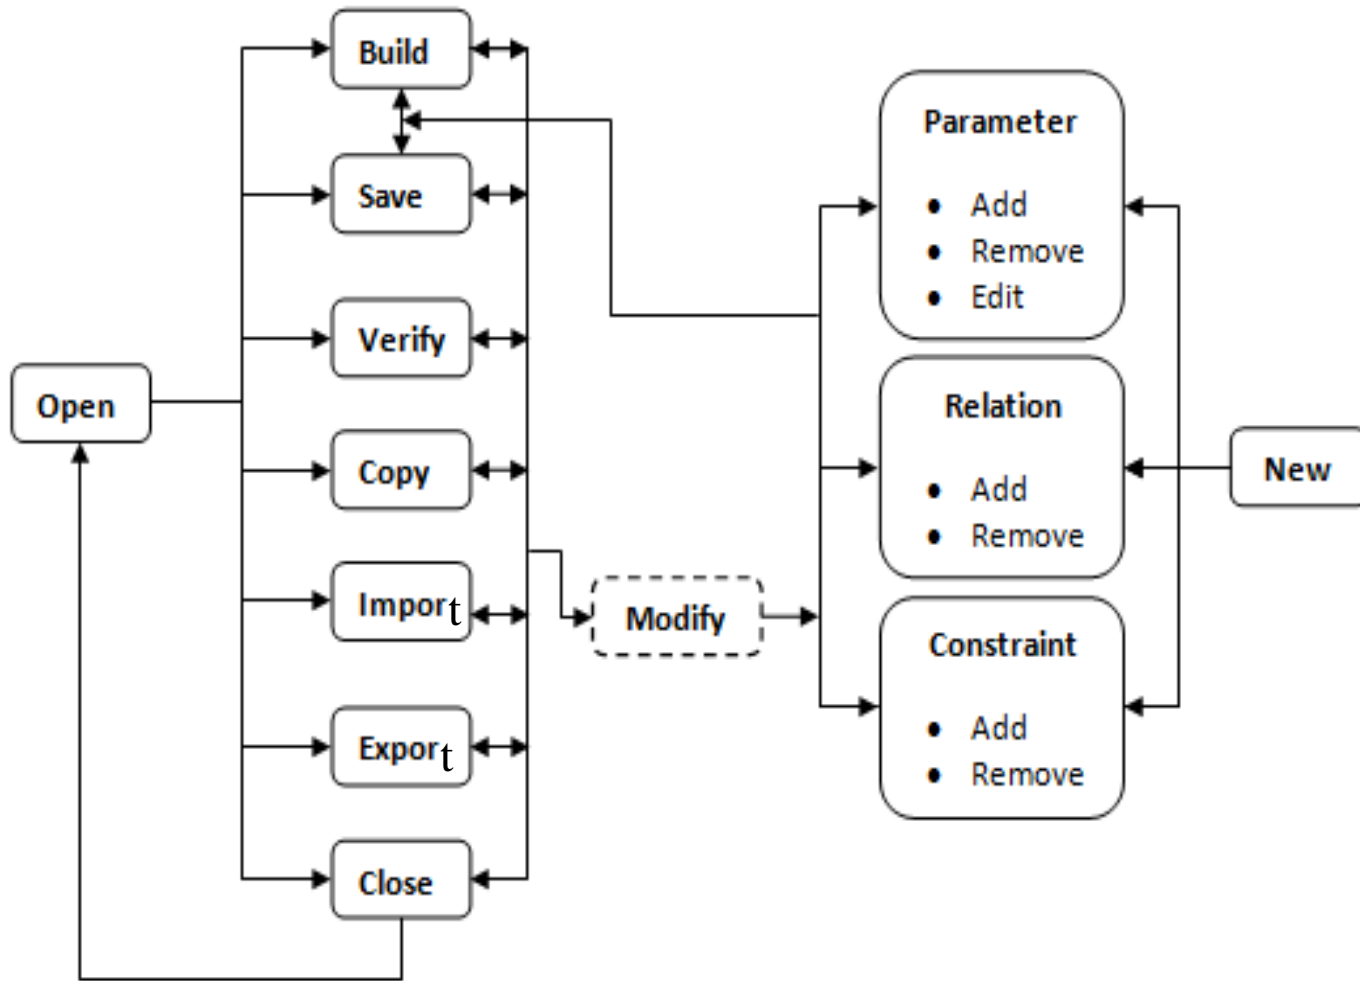 Build
Save
Verify
Open
Copy
Import
Export
Close
Modify
Parameter
• Add
• Remove
• Edit
Relation
• Add
• Remove
Constraint
• Add
• Remove
New